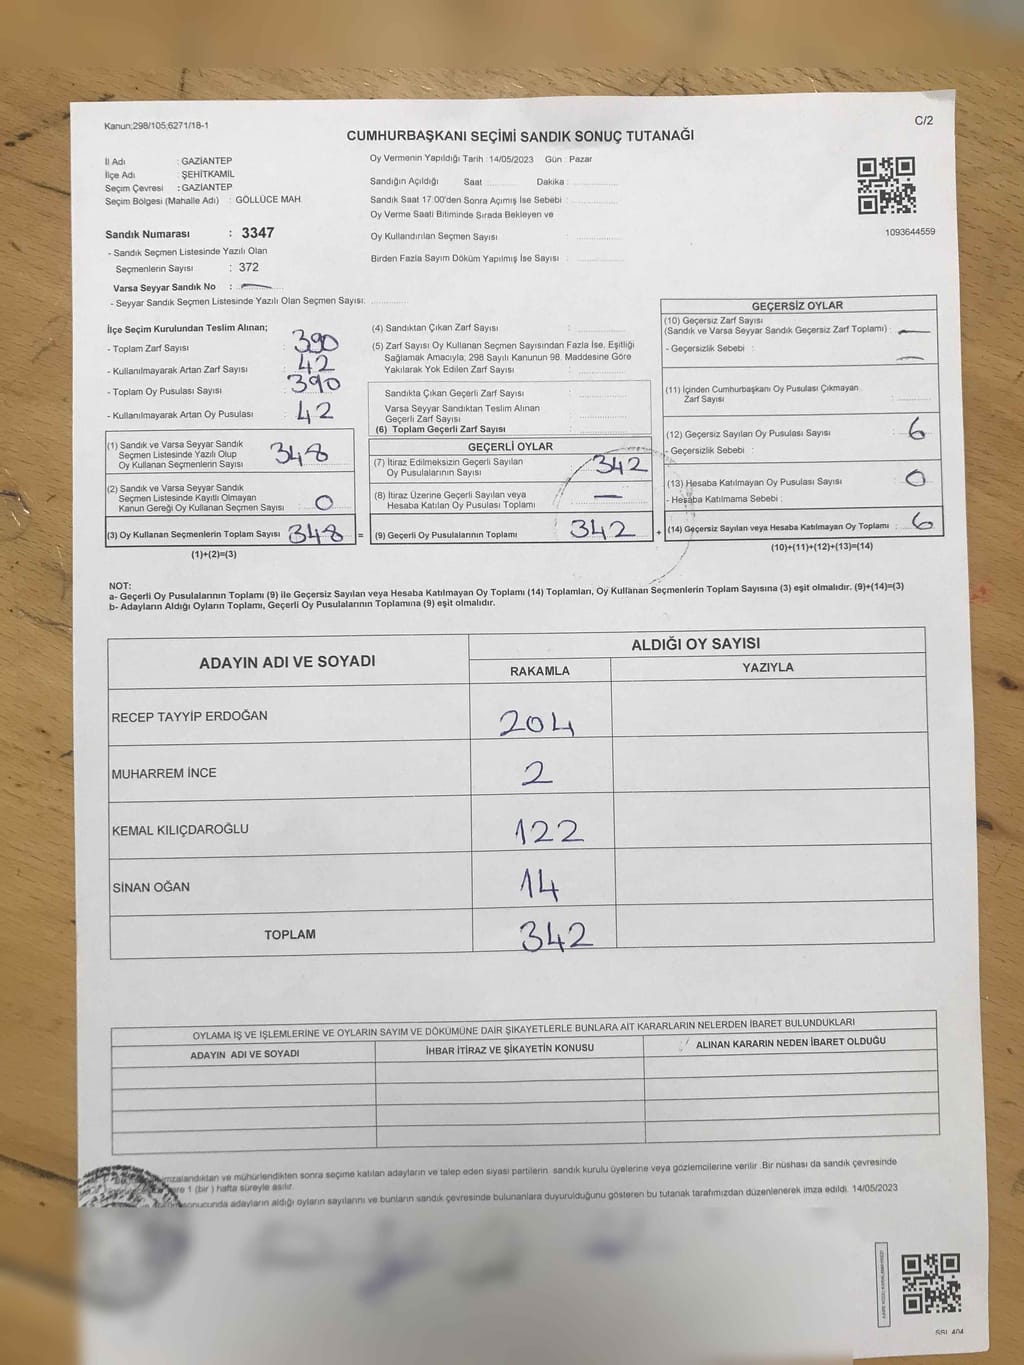 Kanun;298/105,6271/18-1
C/2
CUMHURBAŞKANI SEÇİMİ SANDIK SONUÇ TUTANAĞI
İl Adı : GAZİANTEP
İlçe Adı : ŞEHİTKAMİL
Seçim Çevresi : GAZİANTEP
Seçim Bölgesi (Mahalle Adı) : GÖLLÜCE MAH.
Sandık Numarası : 3347
- Sandık Seçmen Listesinde Yazılı Olan
Seçmenlerin Sayısı : 372
Varsa Seyyar Sandık No : —
- Seyyar Sandık Seçmen Listesinde Yazılı Olan Seçmen Sayısı:
Oy Vermenin Yapıldığı Tarih : 14/05/2023 Gün : Pazar
Sandığın Açıldığı Saat Dakika :
Sandık Saat 17.00'den Sonra Açımış İse Sebebi :
Oy Verme Saati Bitiminde Sırada Bekleyen ve
Oy Kullandırılan Seçmen Sayısı :
Birden Fazla Sayım Döküm Yapılmış İse Sayısı :
1093644559
İlçe Seçim Kurulundan Teslim Alınan;
- Toplam Zarf Sayısı : 390
- Kullanılmayarak Artan Zarf Sayısı : 42
- Toplam Oy Pusulası Sayısı : 390
- Kullanılmayarak Artan Oy Pusulası : 42
(1) Sandık ve Varsa Seyyar Sandık
Seçmen Listesinde Yazılı Olup
Oy Kullanan Seçmenlerin Sayısı 348
(2) Sandık ve Varsa Seyyar Sandık
Seçmen Listesinde Kayıtlı Olmayan
Kanun Gereği Oy Kullanan Seçmen Sayısı : 0
(3) Oy Kullanan Seçmenlerin Toplam Sayısı : 348 =
(1)+(2)=(3)
(4) Sandıktan Çıkan Zarf Sayısı :
(5) Zarf Sayısı Oy Kullanan Seçmen Sayısından Fazla İse, Eşitliği
Sağlamak Amacıyla, 298 Sayılı Kanunun 98. Maddesine Göre
Yakılarak Yok Edilen Zarf Sayısı :
Sandıkta Çıkan Geçerli Zarf Sayısı :
Varsa Seyyar Sandıktan Teslim Alınan
Geçerli Zarf Sayısı :
(6) Toplam Geçerli Zarf Sayısı :
GEÇERLİ OYLAR
(7) İtiraz Edilmeksizin Geçerli Sayılan
Oy Pusulalarının Sayısı : 342
(8) İtiraz Üzerine Geçerli Sayılan veya
Hesaba Katılan Oy Pusulası Toplamı : —
(9) Geçerli Oy Pusulalarının Toplamı 342 +
GEÇERSİZ OYLAR
(10) Geçersiz Zarf Sayısı
(Sandık ve Varsa Seyyar Sandık Geçersiz Zarf Toplamı) : —
- Geçersizlik Sebebi : —
(11) İçinden Cumhurbaşkanı Oy Pusulası Çıkmayan
Zarf Sayısı :
(12) Geçersiz Sayılan Oy Pusulası Sayısı : 6
- Geçersizlik Sebebi :
(13) Hesaba Katılmayan Oy Pusulası Sayısı : 0
- Hesaba Katılmama Sebebi :
(14) Geçersiz Sayılan veya Hesaba Katılmayan Oy Toplamı : 6
(10)+(11)+(12)+(13)=(14)
NOT:
a- Geçerli Oy Pusulalarının Toplamı (9) ile Geçersiz Sayılan veya Hesaba Katılmayan Oy Toplamı (14) Toplamları, Oy Kullanan Seçmenlerin Toplam Sayısına (3) eşit olmalıdır. (9)+(14)=(3)
b- Adayların Aldığı Oyların Toplamı, Geçerli Oy Pusulalarının Toplamına (9) eşit olmalıdır.
ADAYIN ADI VE SOYADI
ALDIĞI OY SAYISI
RAKAMLA YAZIYLA
RECEP TAYYİP ERDOĞAN 204
MUHARREM İNCE 2
KEMAL KILIÇDAROĞLU 122
SİNAN OĞAN 14
TOPLAM 342
OYLAMA İŞ VE İŞLEMLERİNE VE OYLARIN SAYIM VE DÖKÜMÜNE DAİR ŞİKAYETLERLE BUNLARA AİT KARARLARIN NELERDEN İBARET BULUNDUKLARI
ADAYIN ADI VE SOYADI İHBAR İTİRAZ VE ŞİKAYETİN KONUSU ALINAN KARARIN NEDEN İBARET OLDUĞU
imzalandıktan ve mühürlendikten sonra seçime katılan adayların ve talep eden siyasi partilerin, sandık kurulu üyelerine veya gözlemcilerine verilir. Bir nüshası da sandık çevresinde
1 (bir) hafta süreyle asılır.
sonucunda adayların aldığı oyların sayılarını ve bunların sandık çevresinde bulunanlara duyurulduğunu gösteren bu tutanak tarafımızdan düzenlenerek imza edildi. 14/05/2023